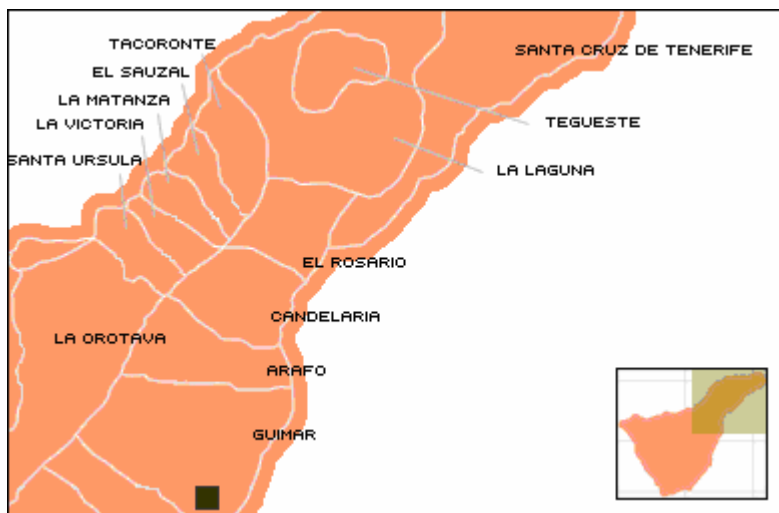 TACORONTE
SANTA CRUZ DE TENERIFE
EL SAUZAL
LA MATANZA
LA VICTORIA
TEGUESTE
SANTA URSULA
LA LAGUNA
EL ROSARIO
CANDELARIA
LA OROTAVA
ARAFO
GUIMAR